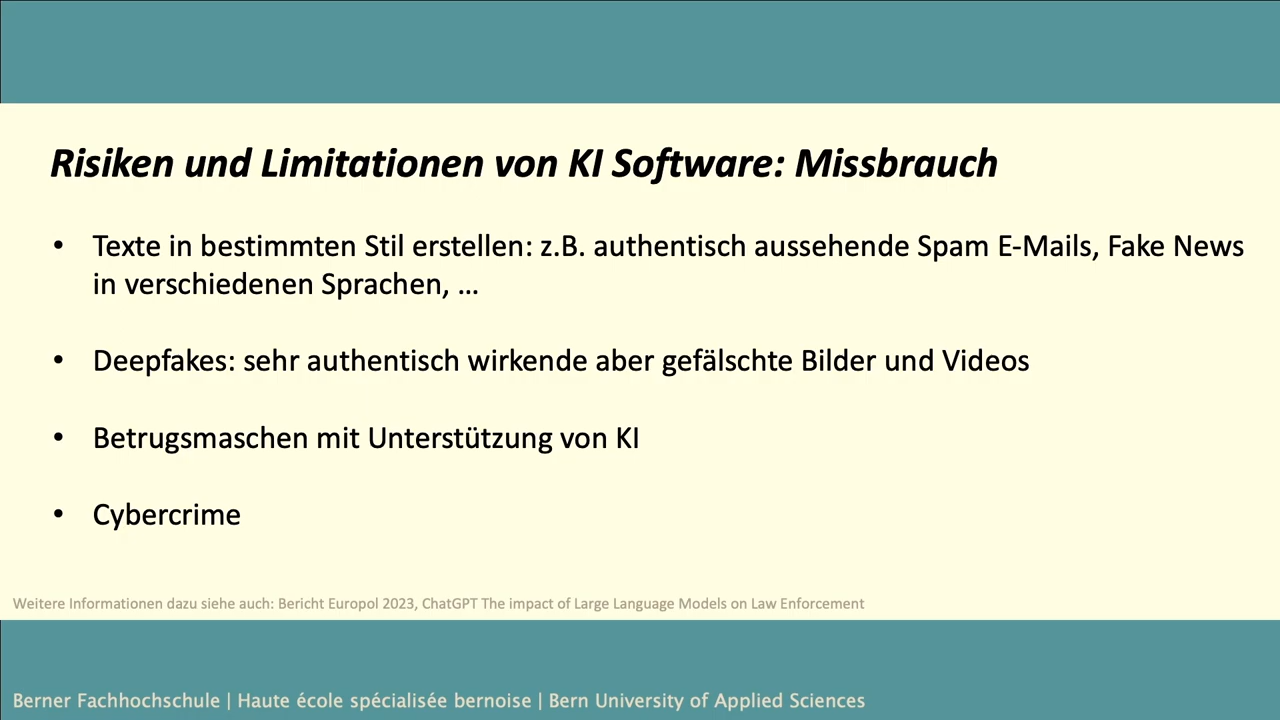 Risiken und Limitationen von KI Software: Missbrauch
• Texte in bestimmten Stil erstellen: z.B. authentisch aussehende Spam E-Mails, Fake News
in verschiedenen Sprachen, …
• Deepfakes: sehr authentisch wirkende aber gefälschte Bilder und Videos
• Betrugsmaschen mit Unterstützung von KI
• Cybercrime
Weitere Informationen dazu siehe auch: Bericht Europol 2023, ChatGPT The impact of Large Language Models on Law Enforcement
Berner Fachhochschule | Haute école spécialisée bernoise | Bern University of Applied Sciences